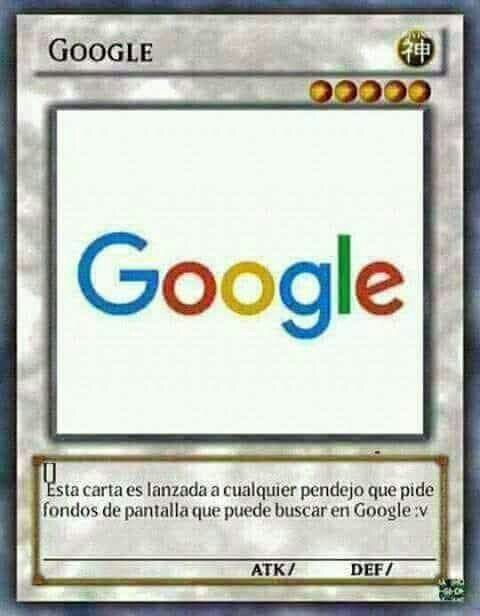 GOOGLE
神
Google
Esta carta es lanzada a cualquier pendejo que pide
fondos de pantalla que puede buscar en Google :v
ATK/ DEF/